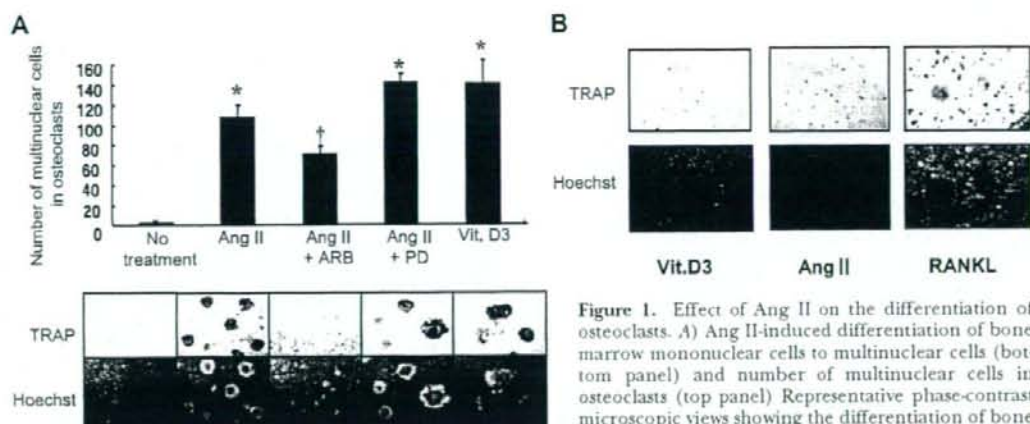 A
Number of multinuclear cells
in osteoclasts
160
140
120
100
80
60
40
20
0
*
†
*
*
No
treatment
Ang II
Ang II
+ ARB
Ang II
+ PD
Vit, D3
TRAP
Hoechst
B
TRAP
Hoechst
Vit.D3
Ang II
RANKL
Figure 1. Effect of Ang II on the differentiation of
osteoclasts. A) Ang II-induced differentiation of bone
marrow mononuclear cells to multinuclear cells (bot
tom panel) and number of multinuclear cells in
osteoclasts (top panel) Representative phase-contrast
microscopic views showing the differentiation of bone